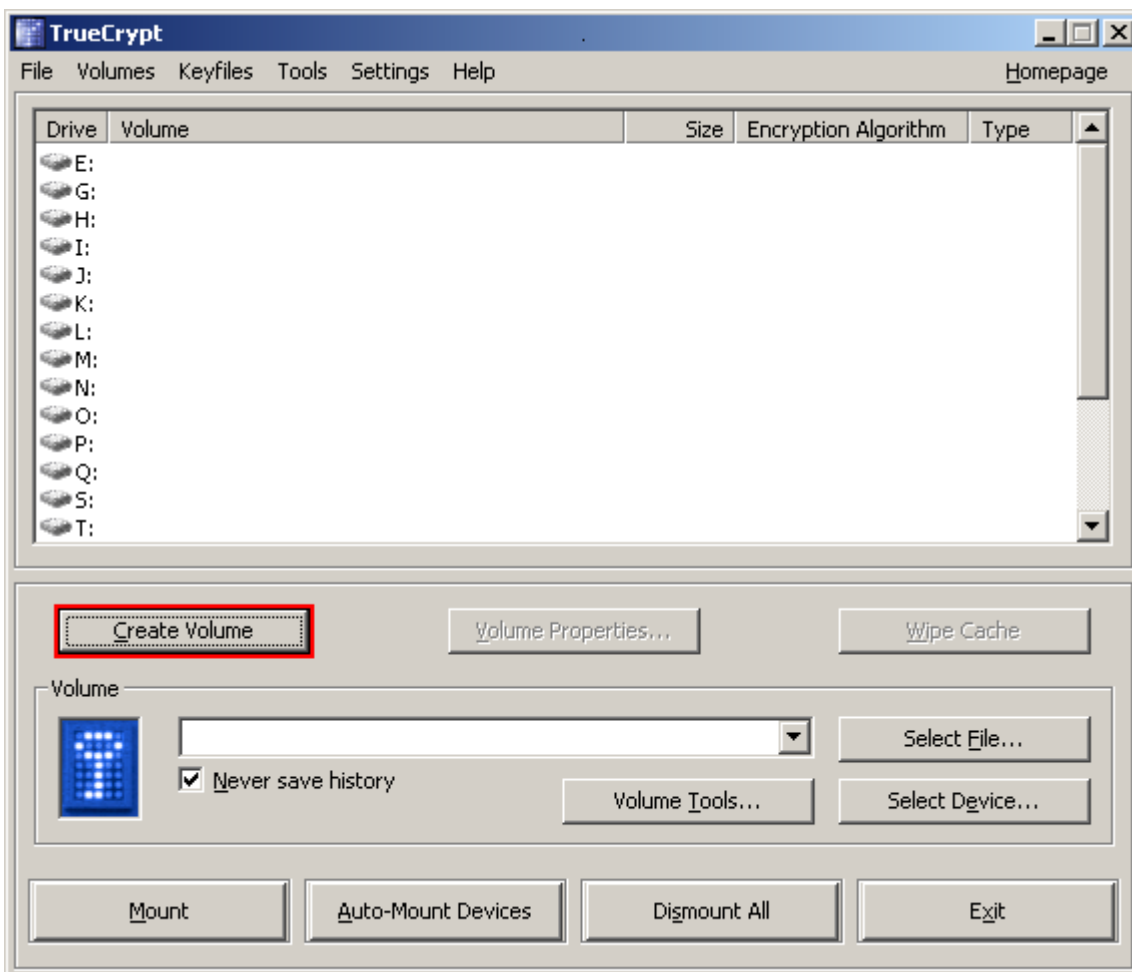 TrueCrypt
File Volumes Keyfiles Tools Settings Help Homepage
Drive Volume Size Encryption Algorithm Type
E:
G:
H:
I:
J:
K:
L:
M:
N:
O:
P:
Q:
S:
T:
Create Volume Volume Properties... Wipe Cache
Volume
Select File...
Never save history
Volume Tools... Select Device...
Mount Auto-Mount Devices Dismount All Exit